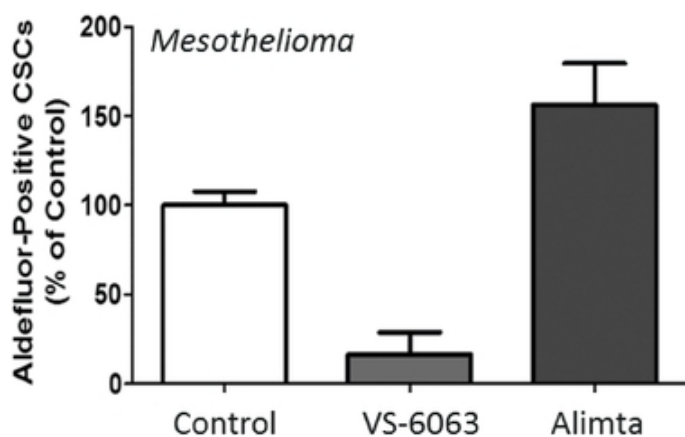 Mesothelioma
Aldefluor-Positive CSCs
(% of Control)
200
150
100
50
0
Control VS-6063 Alimta